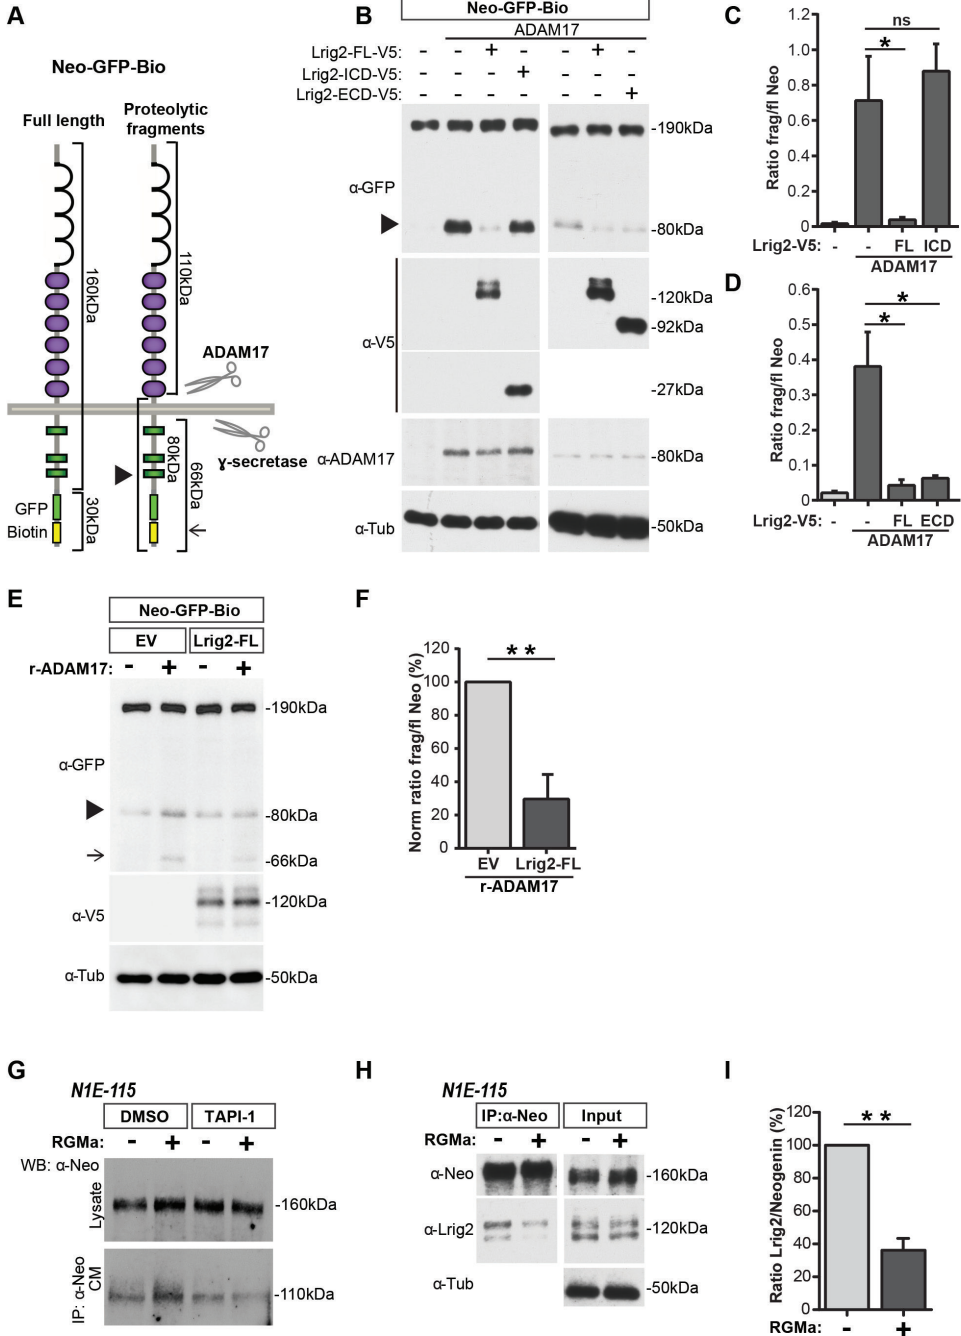 A
Neo-GFP-Bio
Full length
Proteolytic
fragments
160kDa
110kDa
ADAM17
γ-secretase
80kDa
66kDa
30kDa
GFP
Biotin
B
Neo-GFP-Bio
ADAM17
Lrig2-FL-V5: - - + - - + -
Lrig2-ICD-V5: - - - + - - -
Lrig2-ECD-V5: - - - - - - +
α-GFP
-190kDa
-80kDa
α-V5
-120kDa
-92kDa
-27kDa
α-ADAM17
-80kDa
α-Tub
-50kDa
C
Ratio frag/fl Neo
1.2
1.0
0.8
0.6
0.4
0.2
0
ns
*
Lrig2-V5: - - FL ICD
ADAM17
D
Ratio frag/fl Neo
0.6
0.5
0.4
0.3
0.2
0.1
0
*
*
Lrig2-V5: - - FL ECD
ADAM17
E
Neo-GFP-Bio
EV Lrig2-FL
r-ADAM17: - + - +
α-GFP
-190kDa
-80kDa
-66kDa
α-V5
-120kDa
α-Tub
-50kDa
F
Norm ratio frag/fl Neo (%)
120
100
80
60
40
20
0
* *
EV Lrig2-FL
r-ADAM17
G
N1E-115
DMSO TAPI-1
RGMa: - + - +
WB: α-Neo
Lysate
-160kDa
IP: α-Neo
CM
-110kDa
H
N1E-115
IP:α-Neo Input
RGMa: - + - +
α-Neo
-160kDa
α-Lrig2
-120kDa
α-Tub
-50kDa
I
Ratio Lrig2/Neogenin (%)
120
100
80
60
40
20
0
* *
RGMa: - +